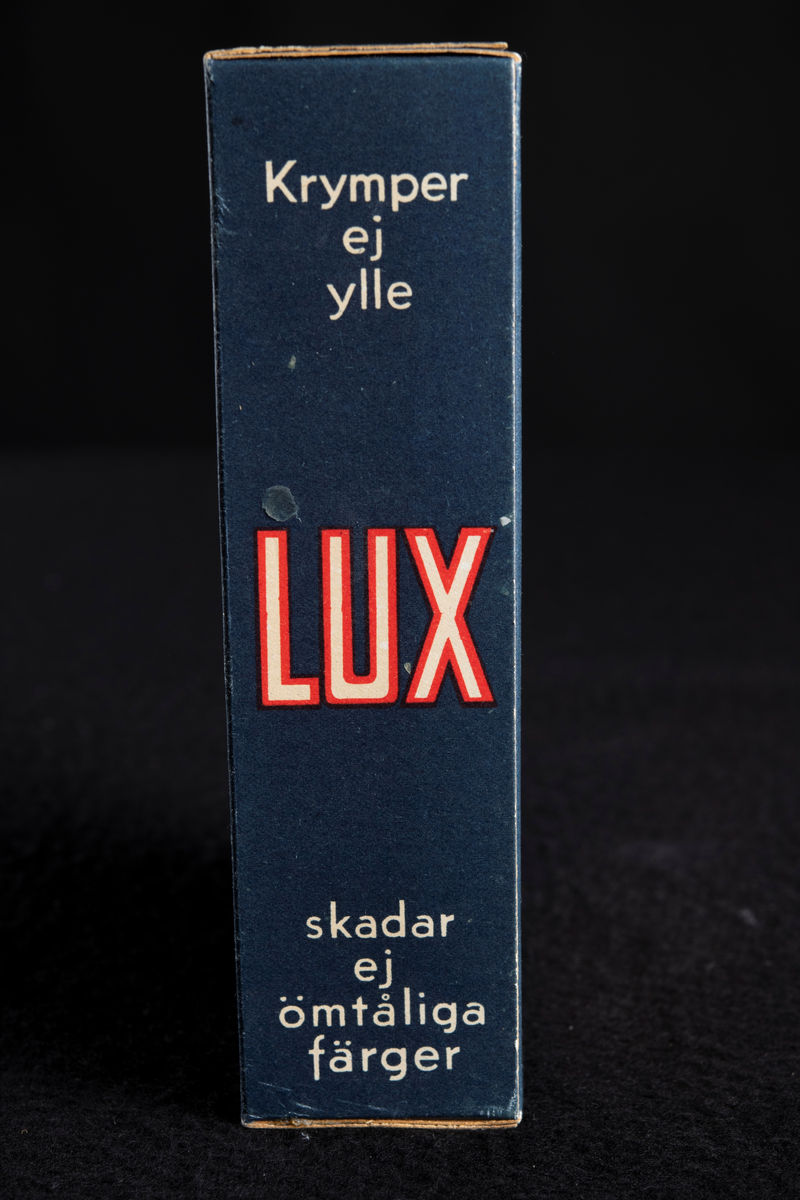 Krymper
ej
ylle
LUX
skadar
ej
ömtåliga
färger